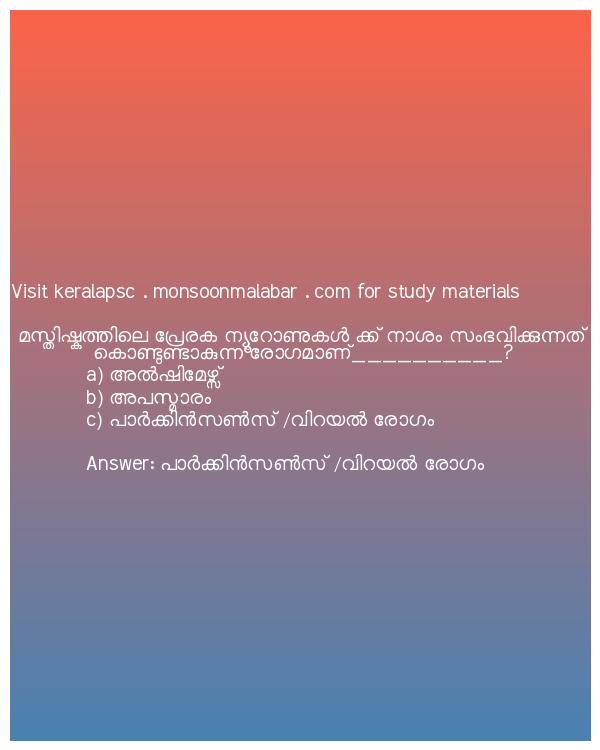 Visit keralapsc . monsoonmalabar . com for study materials
മസ്തിഷ്കത്തിലെ പ്രേരക ന്യൂറോണുകൾ ക്ക് നാശം സംഭവിക്കുന്നത്
കൊണ്ടുണ്ടാകുന്ന രോഗമാണ്__________?
a) അൽഷിമേഴ്സ്
b) അപസ്മാരം
c) പാർക്കിൻസൺസ് /വിറയൽ രോഗം
Answer: പാർക്കിൻസൺസ് /വിറയൽ രോഗം